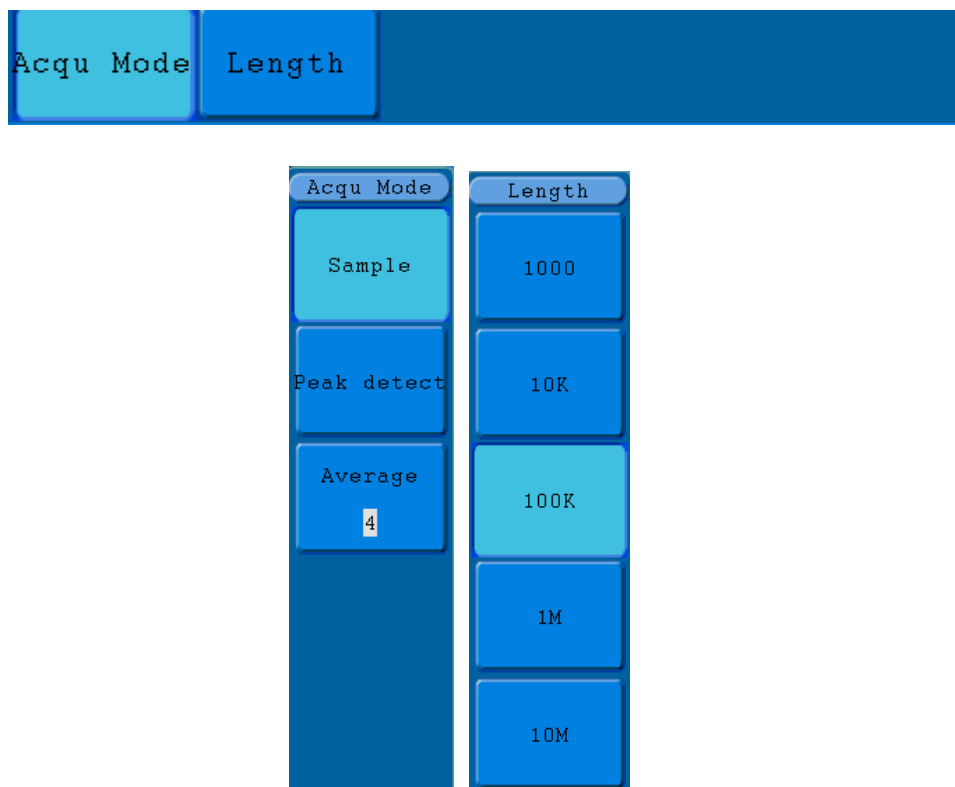 Acqu Mode
Length
Acqu Mode
Sample
Peak detect
Average
4
Length
1000
10K
100K
1M
10M